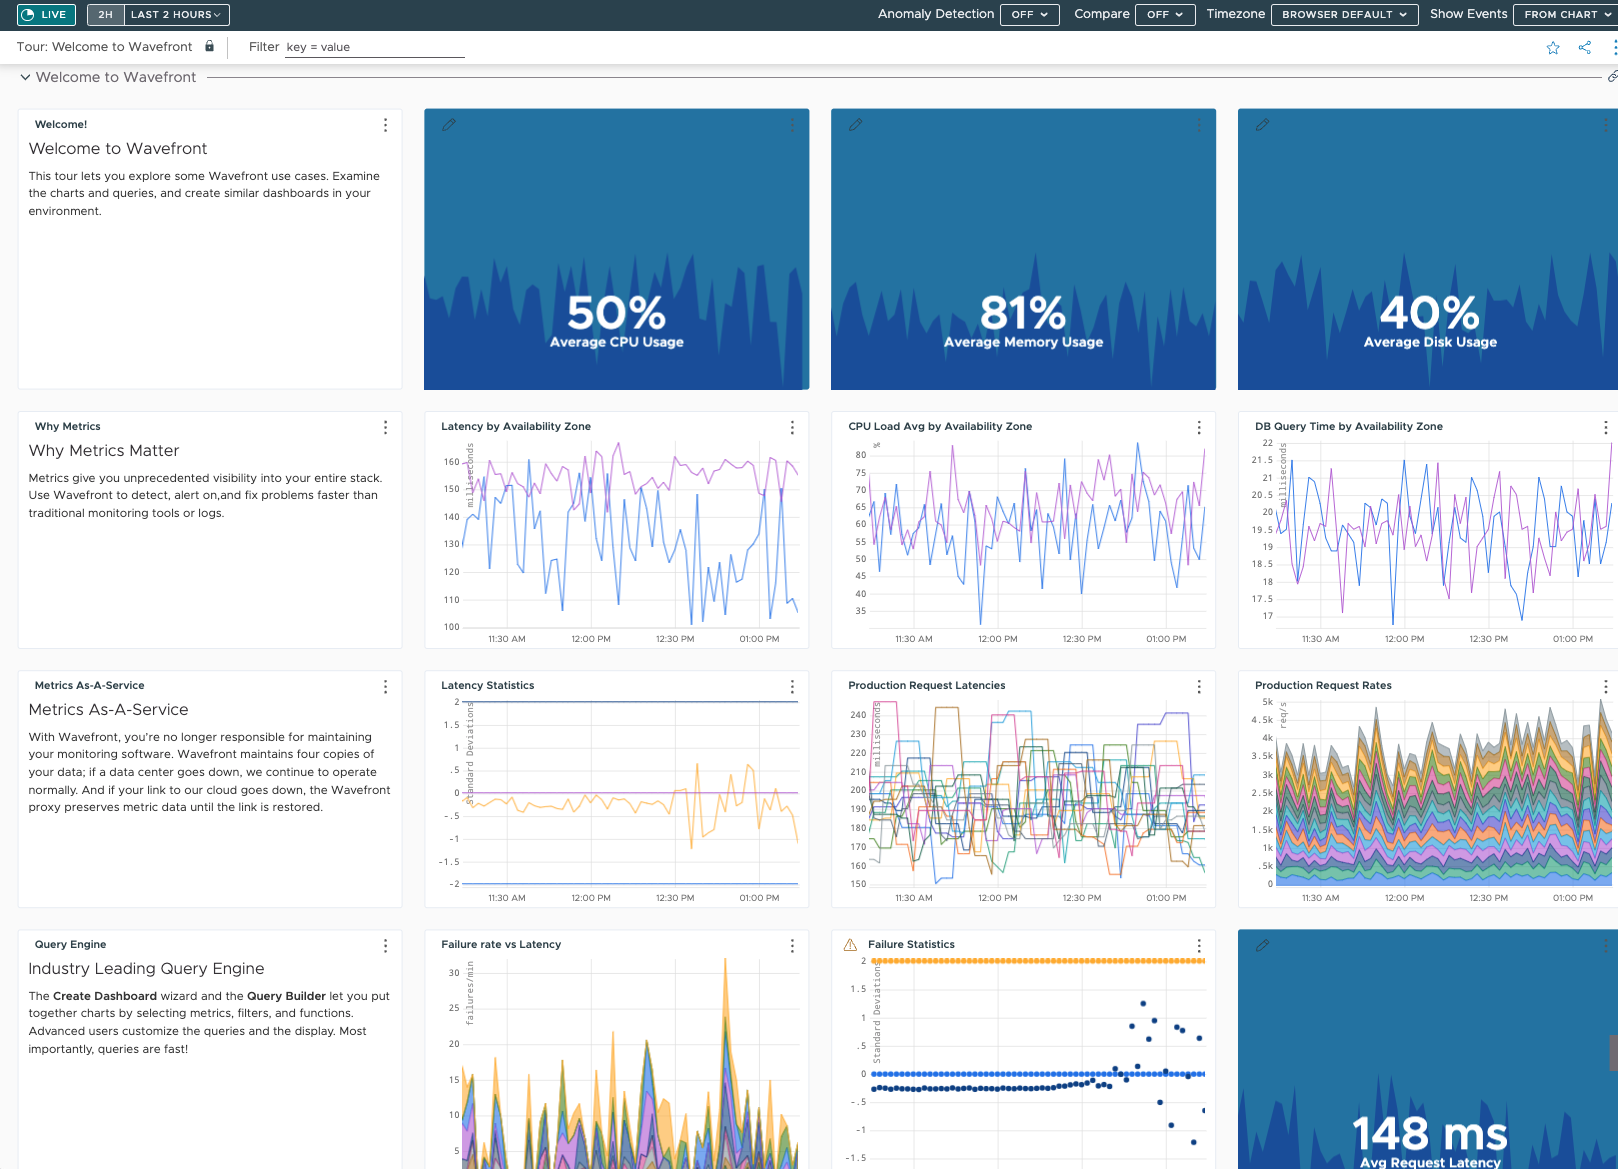 LIVE 2H LAST 2 HOURS Anomaly Detection OFF Compare OFF Timezone BROWSER DEFAULT Show Events FROM CHART
Tour: Welcome to Wavefront Filter key = value
Welcome to Wavefront
Welcome!
Welcome to Wavefront
This tour lets you explore some Wavefront use cases. Examine
the charts and queries, and create similar dashboards in your
environment.
50%
Average CPU Usage
81%
Average Memory Usage
40%
Average Disk Usage
Why Metrics
Why Metrics Matter
Metrics give you unprecedented visibility into your entire stack.
Use Wavefront to detect, alert on,and fix problems faster than
traditional monitoring tools or logs.
Latency by Availability Zone
milliseconds
160
150
140
130
120
110
100
11:30 AM 12:00 PM 12:30 PM 01:00 PM
CPU Load Avg by Availability Zone
%
80
75
70
65
60
55
50
45
40
35
11:30 AM 12:00 PM 12:30 PM 01:00 PM
DB Query Time by Availability Zone
milliseconds
22
21.5
21
20.5
20
19.5
19
18.5
18
17.5
17
11:30 AM 12:00 PM 12:30 PM 01:00 PM
Metrics As-A-Service
Metrics As-A-Service
With Wavefront, you're no longer responsible for maintaining
your monitoring software. Wavefront maintains four copies of
your data; if a data center goes down, we continue to operate
normally. And if your link to our cloud goes down, the Wavefront
proxy preserves metric data until the link is restored.
Latency Statistics
Standard Deviations
2
1.5
1
.5
0
-.5
-1
-1.5
-2
11:30 AM 12:00 PM 12:30 PM 01:00 PM
Production Request Latencies
milliseconds
240
230
220
210
200
190
180
170
160
150
11:30 AM 12:00 PM 12:30 PM 01:00 PM
Production Request Rates
req/s
5k
4.5k
4k
3.5k
3k
2.5k
2k
1.5k
1k
.5k
0
11:30 AM 12:00 PM 12:30 PM 01:00 PM
Query Engine
Industry Leading Query Engine
The Create Dashboard wizard and the Query Builder let you put
together charts by selecting metrics, filters, and functions.
Advanced users customize the queries and the display. Most
importantly, queries are fast!
Failure rate vs Latency
failures/min
30
25
20
15
10
5
Failure Statistics
Standard Deviations
2
1.5
1
.5
0
-.5
-1
-1.5
148 ms
Avg Request Latency